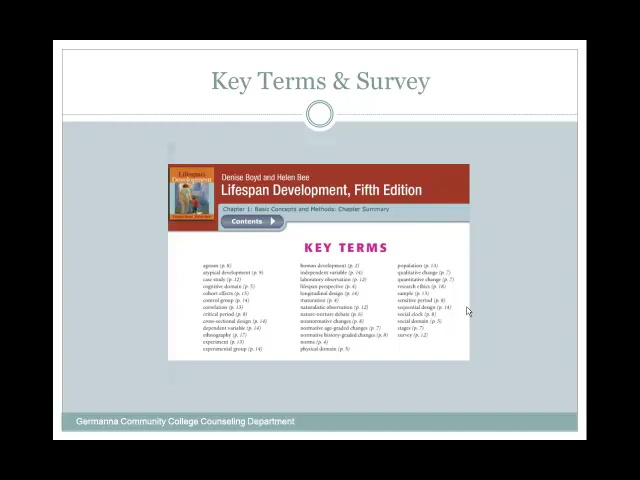 Key Terms & Survey
Lifespan
Development
Denise Boyd and Helen Bee
Lifespan Development, Fifth Edition
Chapter 1: Basic Concepts and Methods: Chapter Summary
Contents
KEY TERMS
ageism (p. 8)
atypical development (p. 9)
case study (p. 12)
cognitive domain (p. 5)
cohort effects (p. 15)
control group (p. 14)
correlation (p. 13)
critical period (p. 8)
cross-sectional design (p. 14)
dependent variable (p. 14)
ethnography (p. 17)
experiment (p. 13)
experimental group (p. 14)
human development (p. 2)
independent variable (p. 14)
laboratory observation (p. 12)
lifespan perspective (p. 4)
longitudinal design (p. 14)
maturation (p. 4)
naturalistic observation (p. 12)
nature-nurture debate (p. 6)
nonnormative changes (p. 8)
normative age-graded changes (p. 7)
normative history-graded changes (p. 8)
norms (p. 4)
physical domain (p. 5)
population (p. 13)
qualitative change (p. 7)
quantitative change (p. 7)
research ethics (p. 18)
sample (p. 13)
sensitive period (p. 8)
sequential design (p. 14)
social clock (p. 8)
social domain (p. 5)
stages (p. 7)
survey (p. 12)
Germanna Community College Counseling Department